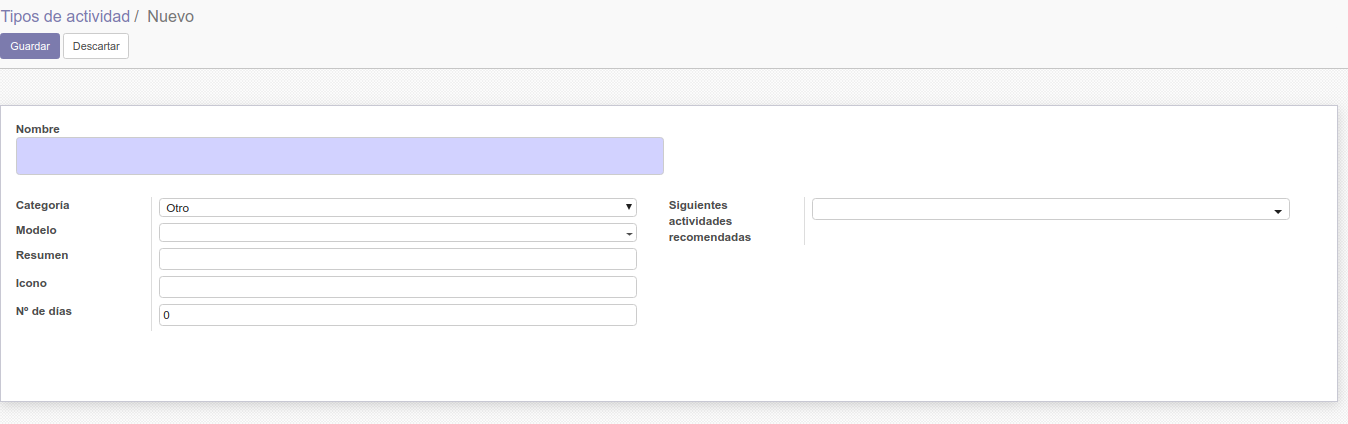 Tipos de actividad / Nuevo
Guardar Descartar
Nombre
Categoría Otro
Modelo
Resumen
Icono
Nº de días 0
Siguientes
actividades
recomendadas